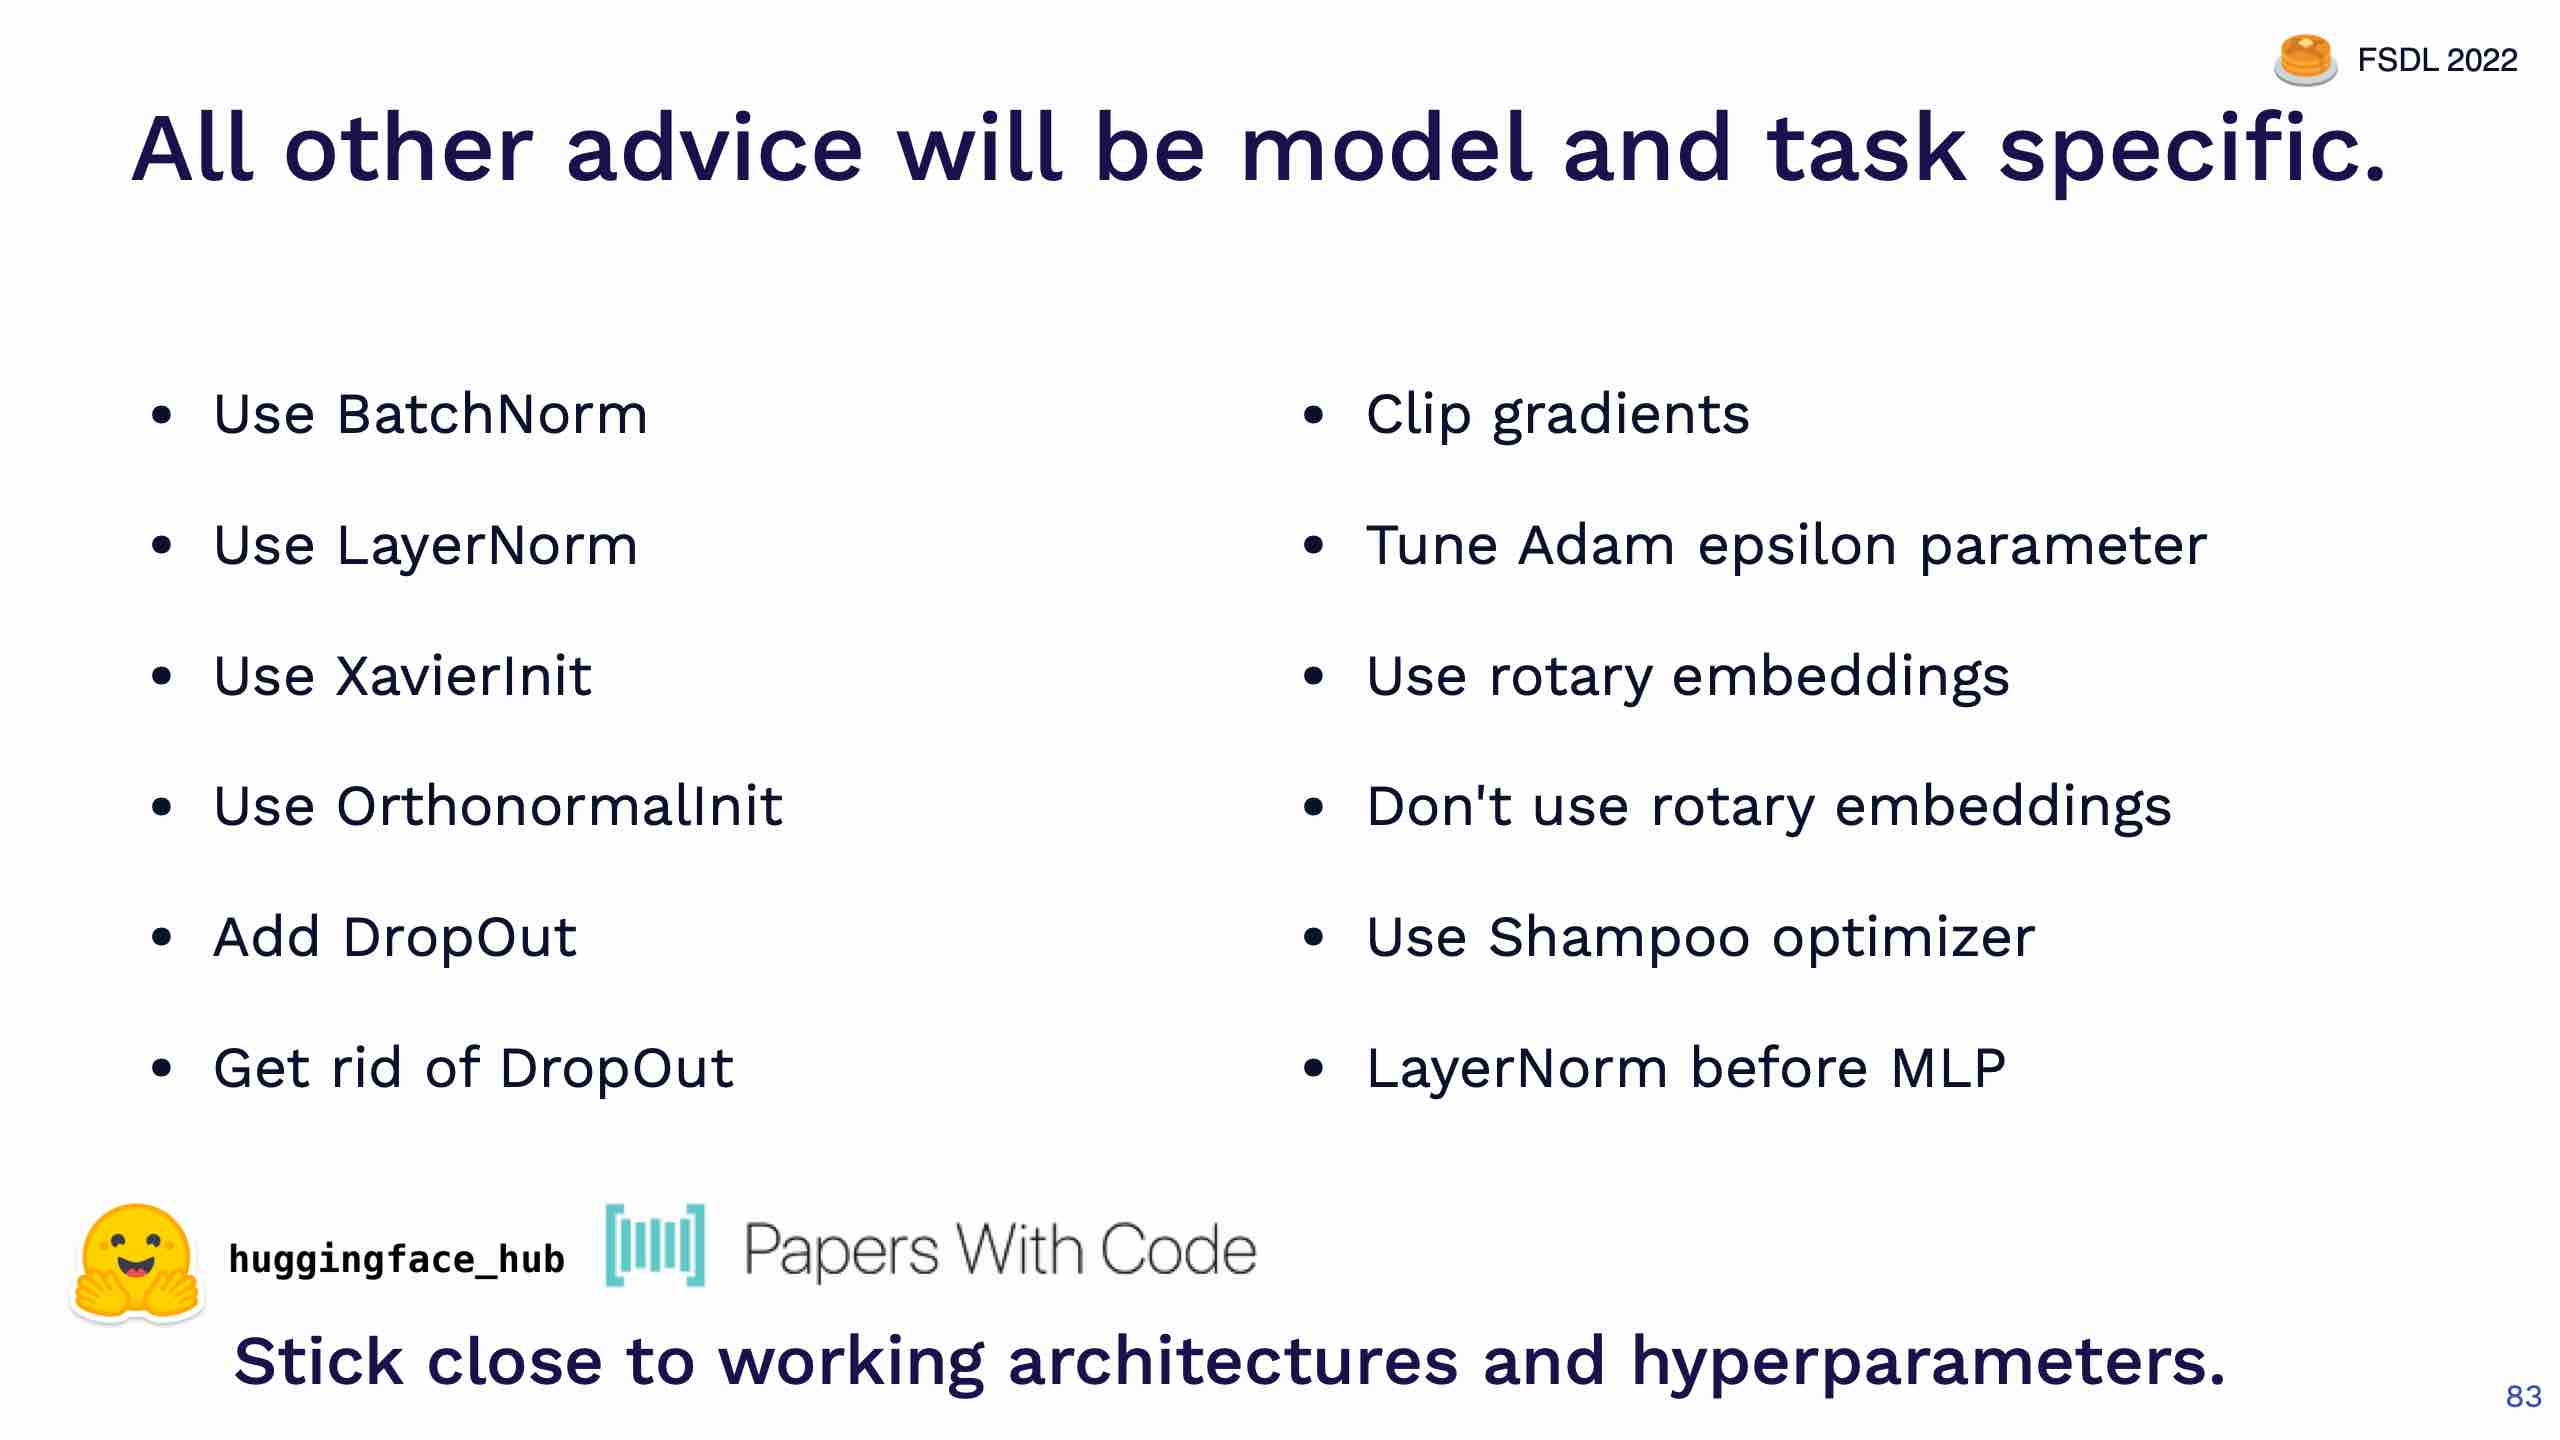 FSDL 2022
All other advice will be model and task specific.
• Use BatchNorm
• Use LayerNorm
• Use XavierInit
• Use OrthonormalInit
• Add DropOut
• Get rid of DropOut
• Clip gradients
• Tune Adam epsilon parameter
• Use rotary embeddings
• Don't use rotary embeddings
• Use Shampoo optimizer
• LayerNorm before MLP
huggingface_hub
Papers With Code
Stick close to working architectures and hyperparameters.
83